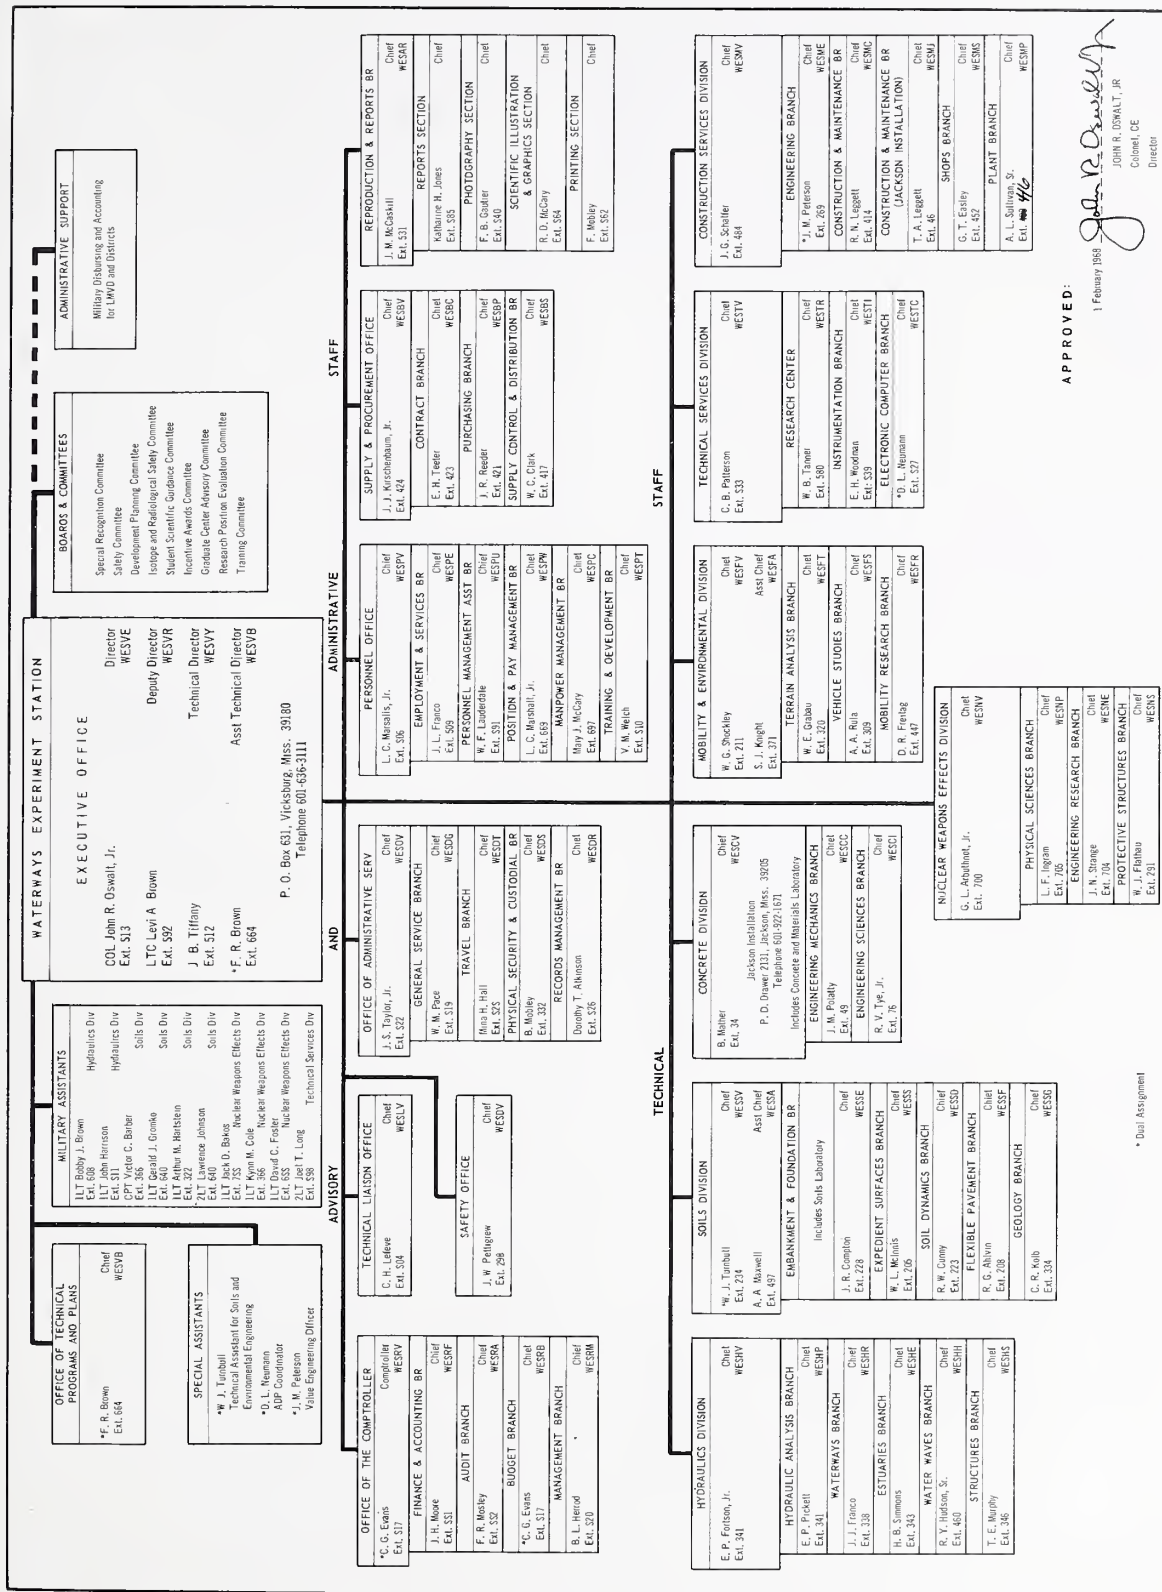 WATERWAYS EXPERIMENT STATION
EXECUTIVE OFFICE
COL John R. Oswalt, Jr. Director
Ext. 513 WESVE
LTC Levi A Brown Deputy Director
Ext. 592 WESVR
J B. Tiffany Technical Director
Ext. 512 WESVY
*F. R. Brown Asst Technical Director
Ext. 664 WESVB
P. O. Box 631, Vicksburg, Miss. 39180
Telephone 601-636-3111
OFFICE OF TECHNICAL
PROGRAMS AND PLANS
*F. R. Brown Chief
Ext. 664 WESVB
SPECIAL ASSISTANTS
*W J. Turnbull
Technical Assistant for Soils and
Environmental Engineering
*D. L. Neumann
ADP Coordinator
*J. M. Peterson
Value Engineering Officer
MILITARY ASSISTANTS
1LT Bobby J. Brown Hydraulics Div
Ext. 608
1LT John Harrison Hydraulics Div
Ext. 511
CPT Victor C. Barber Soils Div
Ext. 366
1LT Gerald J. Gromko Soils Div
Ext. 640
1LT Arthur M. Hartstein Soils Div
Ext. 322
2LT Lawrence Johnson Soils Div
Ext. 640
1LT Jack D. Bakos Nuclear Weapons Effects Div
Ext. 755
1LT Kynn M. Cole Nuclear Weapons Effects Div
Ext. 366
1LT David C. Foster Nuclear Weapons Effects Div
Ext. 655
2LT Joel T. Long Technical Services Div
Ext. 598
BOARDS & COMMITTEES
Special Recognition Committee
Safety Committee
Development Planning Committee
Isotope and Radiological Safety Committee
Student Scientific Guidance Committee
Incentive Awards Committee
Graduate Center Advisory Committee
Research Position Evaluation Committee
Training Committee
ADMINISTRATIVE SUPPORT
Military Disbursing and Accounting
for LMVD and Districts
ADVISORY AND ADMINISTRATIVE STAFF
OFFICE OF THE COMPTROLLER
*C. G. Evans Comptroller
Ext. 517 WESRV
FINANCE & ACCOUNTING BR
J. H. Moore Chief
Ext. 551 WESRF
AUDIT BRANCH
F. R. Mosley Chief
Ext. 552 WESRA
BUDGET BRANCH
*C. G. Evans Chief
Ext. 517 WESRB
MANAGEMENT BRANCH
B. L. Herrod Chief
Ext. 520 WESRM
TECHNICAL LIAISON OFFICE
C. H. Lefeve Chief
Ext. 504 WESLV
SAFETY OFFICE
J. W. Pettigrew Chief
Ext. 298 WESDV
OFFICE OF ADMINISTRATIVE SERV
J. S. Taylor, Jr. Chief
Ext. 522 WESOV
GENERAL SERVICE BRANCH
W. M. Pace Chief
Ext. 519 WESOG
TRAVEL BRANCH
Mina H. Hall Chief
Ext. 525 WESOT
PHYSICAL SECURITY & CUSTODIAL BR
B. Mobley Chief
Ext. 332 WESOS
RECORDS MANAGEMENT BR
Dorothy T. Atkinson Chief
Ext. 526 WESOR
PERSONNEL OFFICE
L. C. Marsalis, Jr. Chief
Ext. 506 WESPV
EMPLOYMENT & SERVICES BR
J. L. Franco Chief
Ext. 509 WESPE
PERSONNEL MANAGEMENT ASST BR
W. F. Lauderdale Chief
Ext. 591 WESPU
POSITION & PAY MANAGEMENT BR
L. C. Marshall, Jr. Chief
Ext. 669 WESPW
MANPOWER MANAGEMENT BR
Mary J. McCary Chief
Ext. 697 WESPC
TRAINING & DEVELOPMENT BR
V. M. Welch Chief
Ext. 510 WESPT
SUPPLY & PROCUREMENT OFFICE
J. J. Kirschenbaum, Jr. Chief
Ext. 424 WESBV
CONTRACT BRANCH
E. H. Teeter Chief
Ext. 423 WESBC
PURCHASING BRANCH
J. R. Reeder Chief
Ext. 421 WESBP
SUPPLY CONTROL & DISTRIBUTION BR
W. C. Clark Chief
Ext. 417 WESBS
REPRODUCTION & REPORTS BR
J. M. McCaskill Chief
Ext. 531 WESAR
REPORTS SECTION
Katharine H. Jones Chief
Ext. 585
PHOTOGRAPHY SECTION
F. B. Gautier Chief
Ext. 540
SCIENTIFIC ILLUSTRATION
& GRAPHICS SECTION
R. D. McCary Chief
Ext. 564
PRINTING SECTION
F. Mobley Chief
Ext. 562
TECHNICAL STAFF
HYDRAULICS DIVISION
E. P. Fortson, Jr. Chief
Ext. 341 WESHV
HYDRAULIC ANALYSIS BRANCH
E. P. Pickett Chief
Ext. 341 WESHP
WATERWAYS BRANCH
J. J. Franco Chief
Ext. 338 WESHR
ESTUARIES BRANCH
H. B. Simmons Chief
Ext. 343 WESHE
WATER WAVES BRANCH
R. Y. Hudson, Sr. Chief
Ext. 460 WESHH
STRUCTURES BRANCH
T. E. Murphy Chief
Ext. 346 WESHS
SOILS DIVISION
*W. J. Turnbull Chief
Ext. 234 WESSV
A. A Maxwell Asst Chief
Ext. 497 WESSA
EMBANKMENT & FOUNDATION BR
Includes Soils Laboratory
J. R. Compton Chief
Ext. 228 WESSE
EXPEDIENT SURFACES BRANCH
W. L. McInnis Chief
Ext. 205 WESSS
SOIL DYNAMICS BRANCH
R. W. Cunny Chief
Ext. 223 WESSD
FLEXIBLE PAVEMENT BRANCH
R. G. Ahlvin Chief
Ext. 208 WESSF
GEOLOGY BRANCH
C. R. Kolb Chief
Ext. 334 WESSG
CONCRETE DIVISION
B. Mather Chief
Ext. 34 WESCV
Jackson Installation
P. O. Drawer 2131, Jackson, Miss. 39205
Telephone 601-922-1671
Includes Concrete and Materials Laboratory
ENGINEERING MECHANICS BRANCH
J. M. Polatty Chief
Ext. 49 WESCC
ENGINEERING SCIENCES BRANCH
R. V. Tye, Jr. Chief
Ext. 76 WESCI
MOBILITY & ENVIRONMENTAL DIVISION
W. G. Shockley Chief
Ext. 211 WESFV
S. J. Knight Asst Chief
Ext. 371 WESFA
TERRAIN ANALYSIS BRANCH
W. E. Grabau Chief
Ext. 320 WESFT
VEHICLE STUDIES BRANCH
A. A. Rula Chief
Ext. 309 WESFS
MOBILITY RESEARCH BRANCH
D. R. Freitag Chief
Ext. 447 WESFR
TECHNICAL SERVICES DIVISION
C. B. Patterson Chief
Ext. 533 WESTV
RESEARCH CENTER
W. B. Tanner Chief
Ext. 580 WESTR
INSTRUMENTATION BRANCH
E. H. Woodman Chief
Ext. 539 WESTI
ELECTRONIC COMPUTER BRANCH
*D. L. Neumann Chief
Ext. 527 WESTC
CONSTRUCTION SERVICES DIVISION
J. G. Schaffer Chief
Ext. 484 WESMV
ENGINEERING BRANCH
*J. M. Peterson Chief
Ext. 269 WESME
CONSTRUCTION & MAINTENANCE BR
R. N. Leggett Chief
Ext. 414 WESMC
CONSTRUCTION & MAINTENANCE BR
(JACKSON INSTALLATION)
T. A. Leggett Chief
Ext. 46 WESMJ
SHOPS BRANCH
G. T. Easley Chief
Ext. 452 WESMS
PLANT BRANCH
A. L. Sullivan, Sr. Chief
Ext. 416 WESMP
NUCLEAR WEAPONS EFFECTS DIVISION
G. L. Arbuthnot, Jr. Chief
Ext. 700 WESNV
PHYSICAL SCIENCES BRANCH
L. F. Ingram Chief
Ext. 705 WESNP
ENGINEERING RESEARCH BRANCH
J. N. Strange Chief
Ext. 704 WESNE
PROTECTIVE STRUCTURES BRANCH
W. J. Flathau Chief
Ext. 291 WESNS
* Dual Assignment
APPROVED:
1 February 1968 John R Oswalt Jr
JOHN R. OSWALT, JR
Colonel, CE
Director